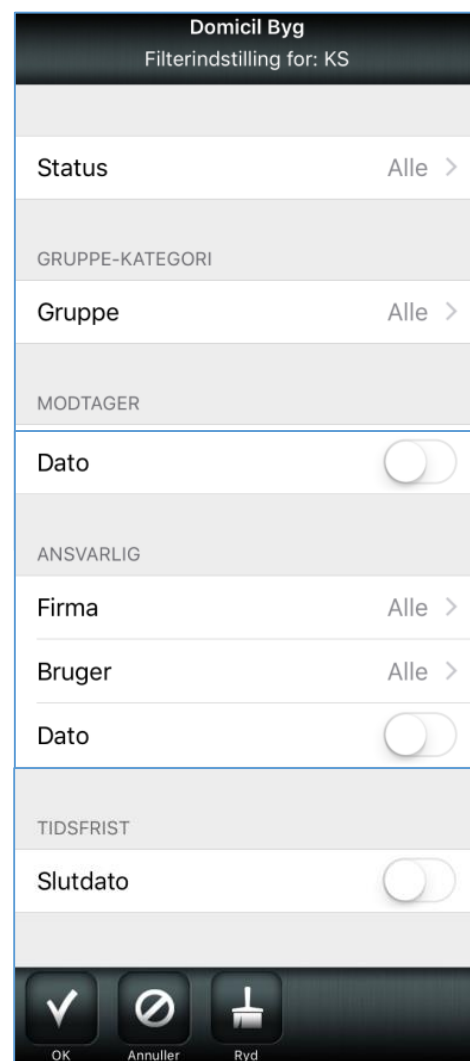 Domicil Byg
Filterindstilling for: KS
Status Alle
GRUPPE-KATEGORI
Gruppe Alle
MODTAGER
Dato
ANSVARLIG
Firma Alle
Bruger Alle
Dato
TIDSFRIST
Slutdato
OK Annuller Ryd